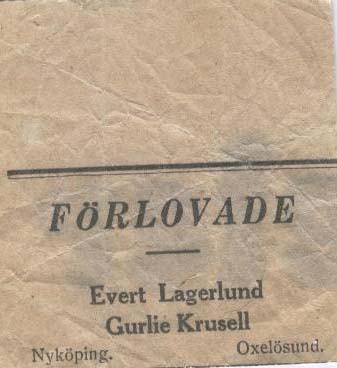 FÖRLOVADE
Evert Lagerlund
Gurlie Krusell
Nyköping. Oxelösund.